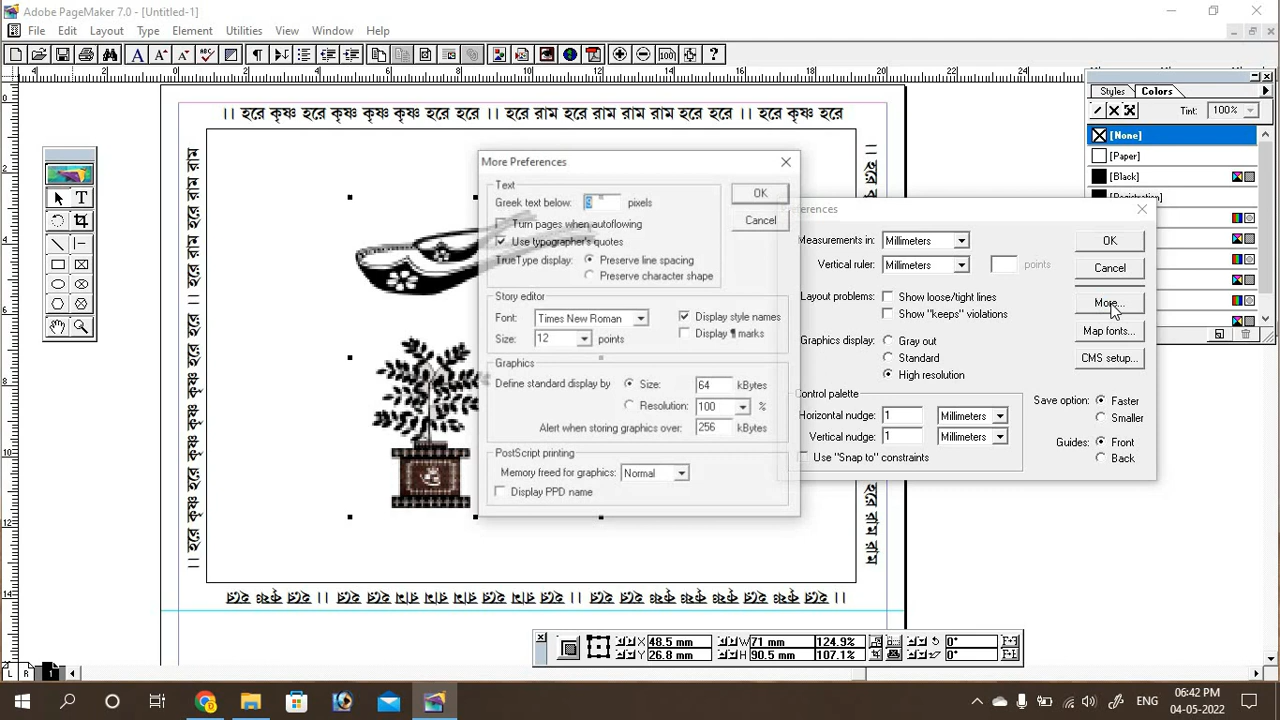 Adobe PageMaker 7.0 - [Untitled-1]
File Edit Layout Type Element Utilities View Window Help
।। হরে কৃষ্ণ হরে কৃষ্ণ কৃষ্ণ কৃষ্ণ হরে হরে ।। হরে রাম হরে রাম রাম রাম হরে হরে ।। হরে কৃষ্ণ হরে
Styles Colors
Tint: 100%
[None]
[Paper]
[Black]
[Registration]
More Preferences
Text
Greek text below: 9 pixels
Turn pages when autoflowing
Use typographer's quotes
TrueType display: Preserve line spacing
Preserve character shape
OK
Cancel
Story editor
Font: Times New Roman
Size: 12 points
Display style names
Display ¶ marks
Graphics
Define standard display by Size: 64 kBytes
Resolution: 100 %
Alert when storing graphics over: 256 kBytes
PostScript printing
Memory freed for graphics: Normal
Display PPD name
Measurements in: Millimeters
Vertical ruler: Millimeters points
Layout problems: Show loose/tight lines
Show "keeps" violations
Graphics display: Gray out
Standard
High resolution
Control palette
Horizontal nudge: 1 Millimeters
Vertical nudge: 1 Millimeters
Use "Snap to" constraints
OK
Cancel
More...
Map fonts...
CMS setup...
Save option: Faster
Smaller
Guides: Front
Back
X 48.5 mm W 71 mm 124.9% 0°
Y 26.8 mm H 90.5 mm 107.1% 0°
L R 1
ENG
06:42 PM
04-05-2022